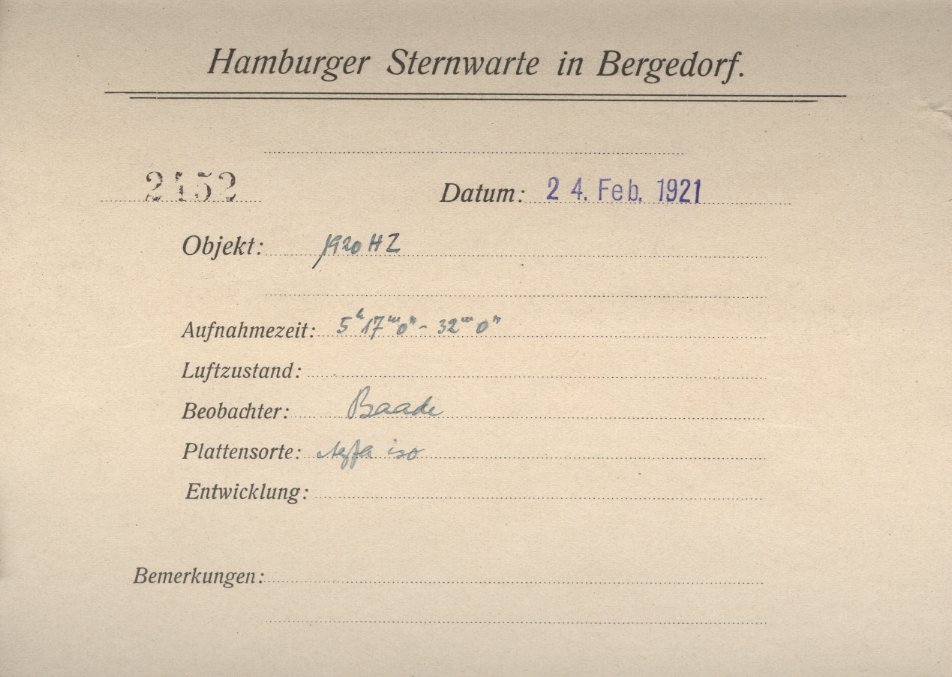 Hamburger Sternwarte in Bergedorf.
2152 Datum: 24. Feb. 1921
Objekt: 1920 HZ
Aufnahmezeit: 5h 17m 0s - 32m 0s
Luftzustand:
Beobachter: Baade
Plattensorte: Agfa iso
Entwicklung:
Bemerkungen: